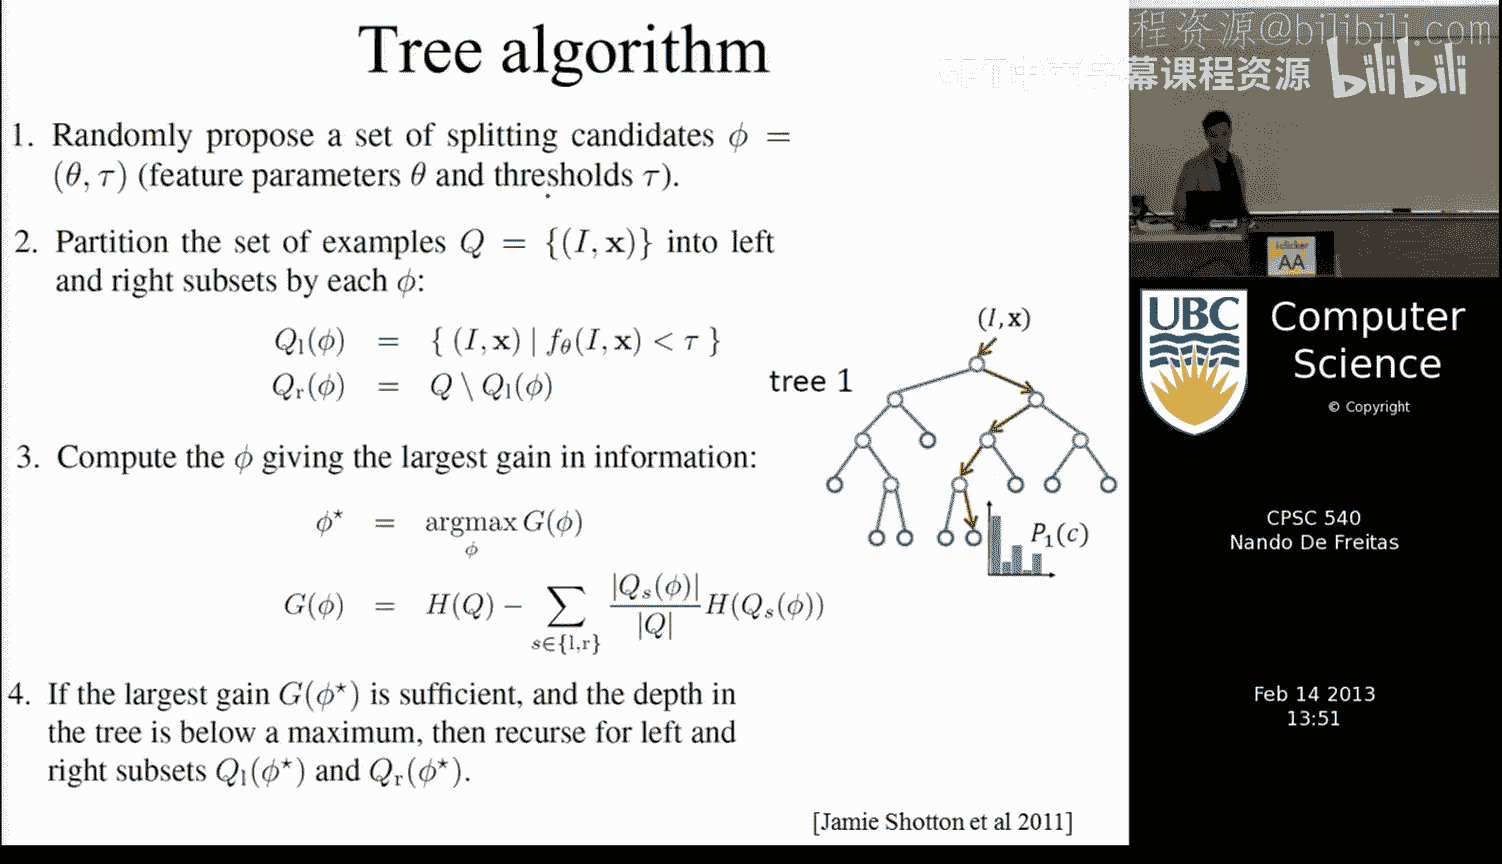 Tree algorithm
1. Randomly propose a set of splitting candidates ϕ =
(θ, τ) (feature parameters θ and thresholds τ).
2. Partition the set of examples Q = {(I, x)} into left
and right subsets by each ϕ:
Q_l(ϕ) = { (I, x) | f_θ(I, x) < τ }
Q_r(ϕ) = Q \ Q_l(ϕ)
3. Compute the ϕ giving the largest gain in information:
ϕ* = argmax_ϕ G(ϕ)
G(ϕ) = H(Q) − ∑_{s∈{l,r}} |Q_s(ϕ)| / |Q| H(Q_s(ϕ))
4. If the largest gain G(ϕ*) is sufficient, and the depth in
the tree is below a maximum, then recurse for left and
right subsets Q_l(ϕ*) and Q_r(ϕ*).
(I, x)
tree 1
P_1(c)
[Jamie Shotton et al 2011]
程资源@bilibili.com
幕课程资源 bilibili
AA
UBC
Computer
Science
© Copyright
CPSC 540
Nando De Freitas
Feb 14 2013
13:51